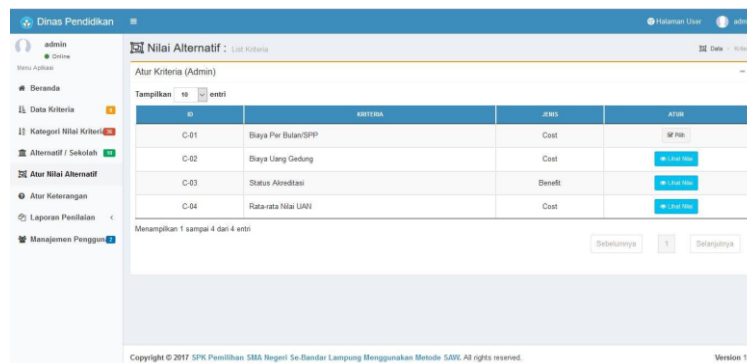 Dinas Pendidikan
Halaman User
adm
admin
Online
Menu Aplikasi
Nilai Alternatif : List Kriteria
Data
Beranda
Data Kriteria
Kategori Nilai Kriteria
Alternatif / Sekolah
Atur Nilai Alternatif
Atur Keterangan
Laporan Penilaian
Manajemen Pengguna
Atur Kriteria (Admin)
Tampilkan 10 entri
ID KRITERIA JENIS ATUR
C-01 Biaya Per Bulan/SPP Cost Pilih
C-02 Biaya Uang Gedung Cost Lihat Nilai
C-03 Status Akreditasi Benefit Lihat Nilai
C-04 Rata-rata Nilai UAN Cost Lihat Nilai
Menampilkan 1 sampai 4 dari 4 entri
Sebelumnya 1 Selanjutnya
Copyright © 2017 SPK Pemilihan SMA Negeri Se-Bandar Lampung Menggunakan Metode SAW. All rights reserved.
Version 1